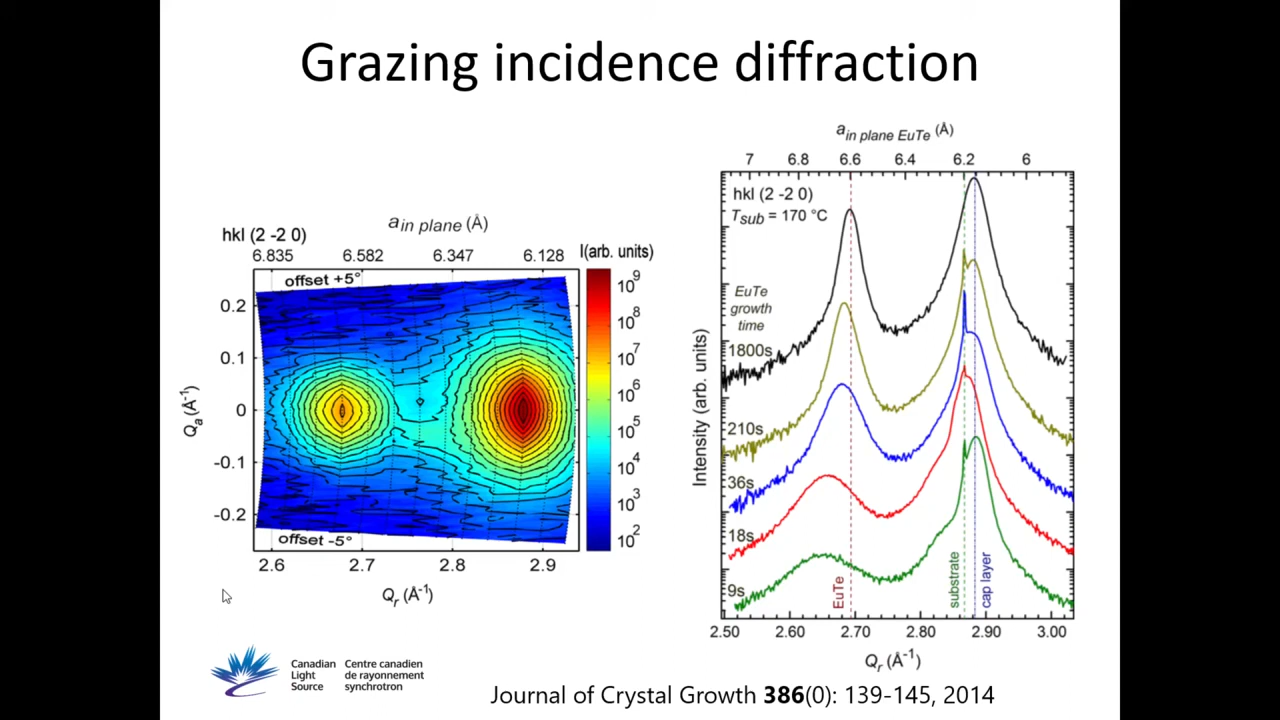 Grazing incidence diffraction
hkl (2 -2 0)
a in plane (Å)
6.835 6.582 6.347 6.128
I(arb. units)
offset +5°
0.2
0.1
0
-0.1
-0.2
Qa (Å-1)
offset -5°
2.6 2.7 2.8 2.9
Qr (Å-1)
10^9
10^8
10^7
10^6
10^5
10^4
10^3
10^2
a in plane EuTe (Å)
7 6.8 6.6 6.4 6.2 6
hkl (2 -2 0)
Tsub = 170 °C
EuTe
growth
time
1800s
210s
36s
18s
9s
Intensity (arb. units)
EuTe
substrate
cap layer
2.50 2.60 2.70 2.80 2.90 3.00
Qr (Å-1)
Canadian Centre canadien
Light de rayonnement
Source synchrotron
Journal of Crystal Growth 386(0): 139-145, 2014